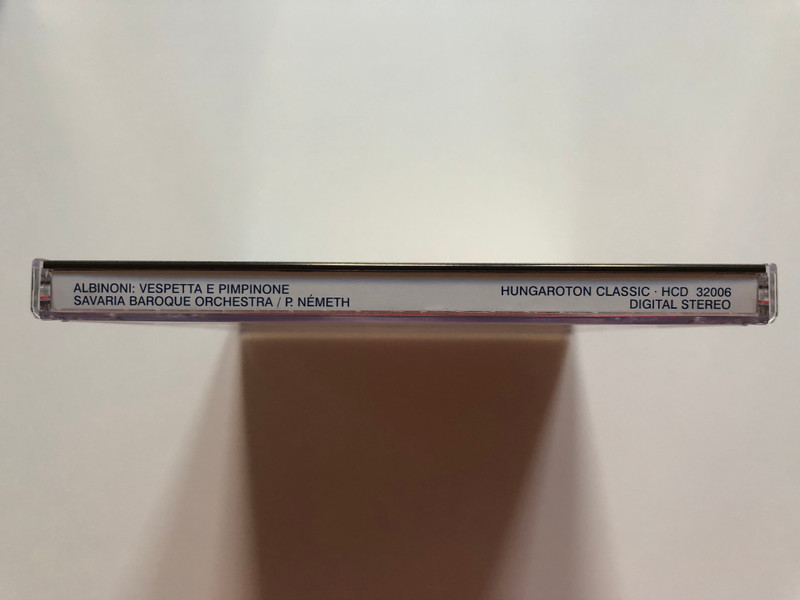 ALBINONI: VESPETTA E PIMPINONE
SAVARIA BAROQUE ORCHESTRA / P. NÉMETH
HUNGAROTON CLASSIC · HCD 32006
DIGITAL STEREO